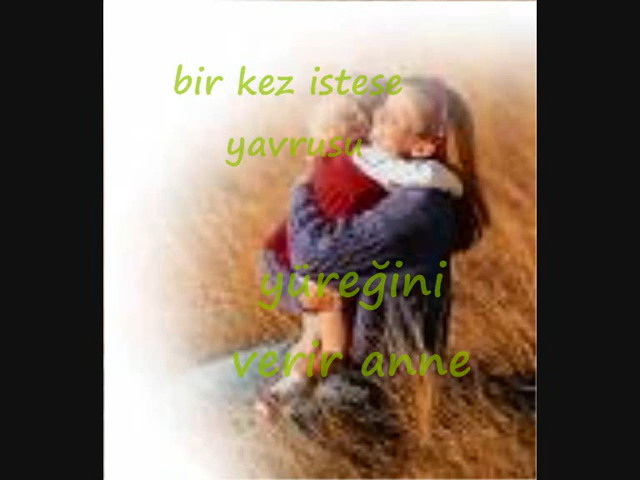 bir kez istese
yavrusu
yüreğini
verir anne